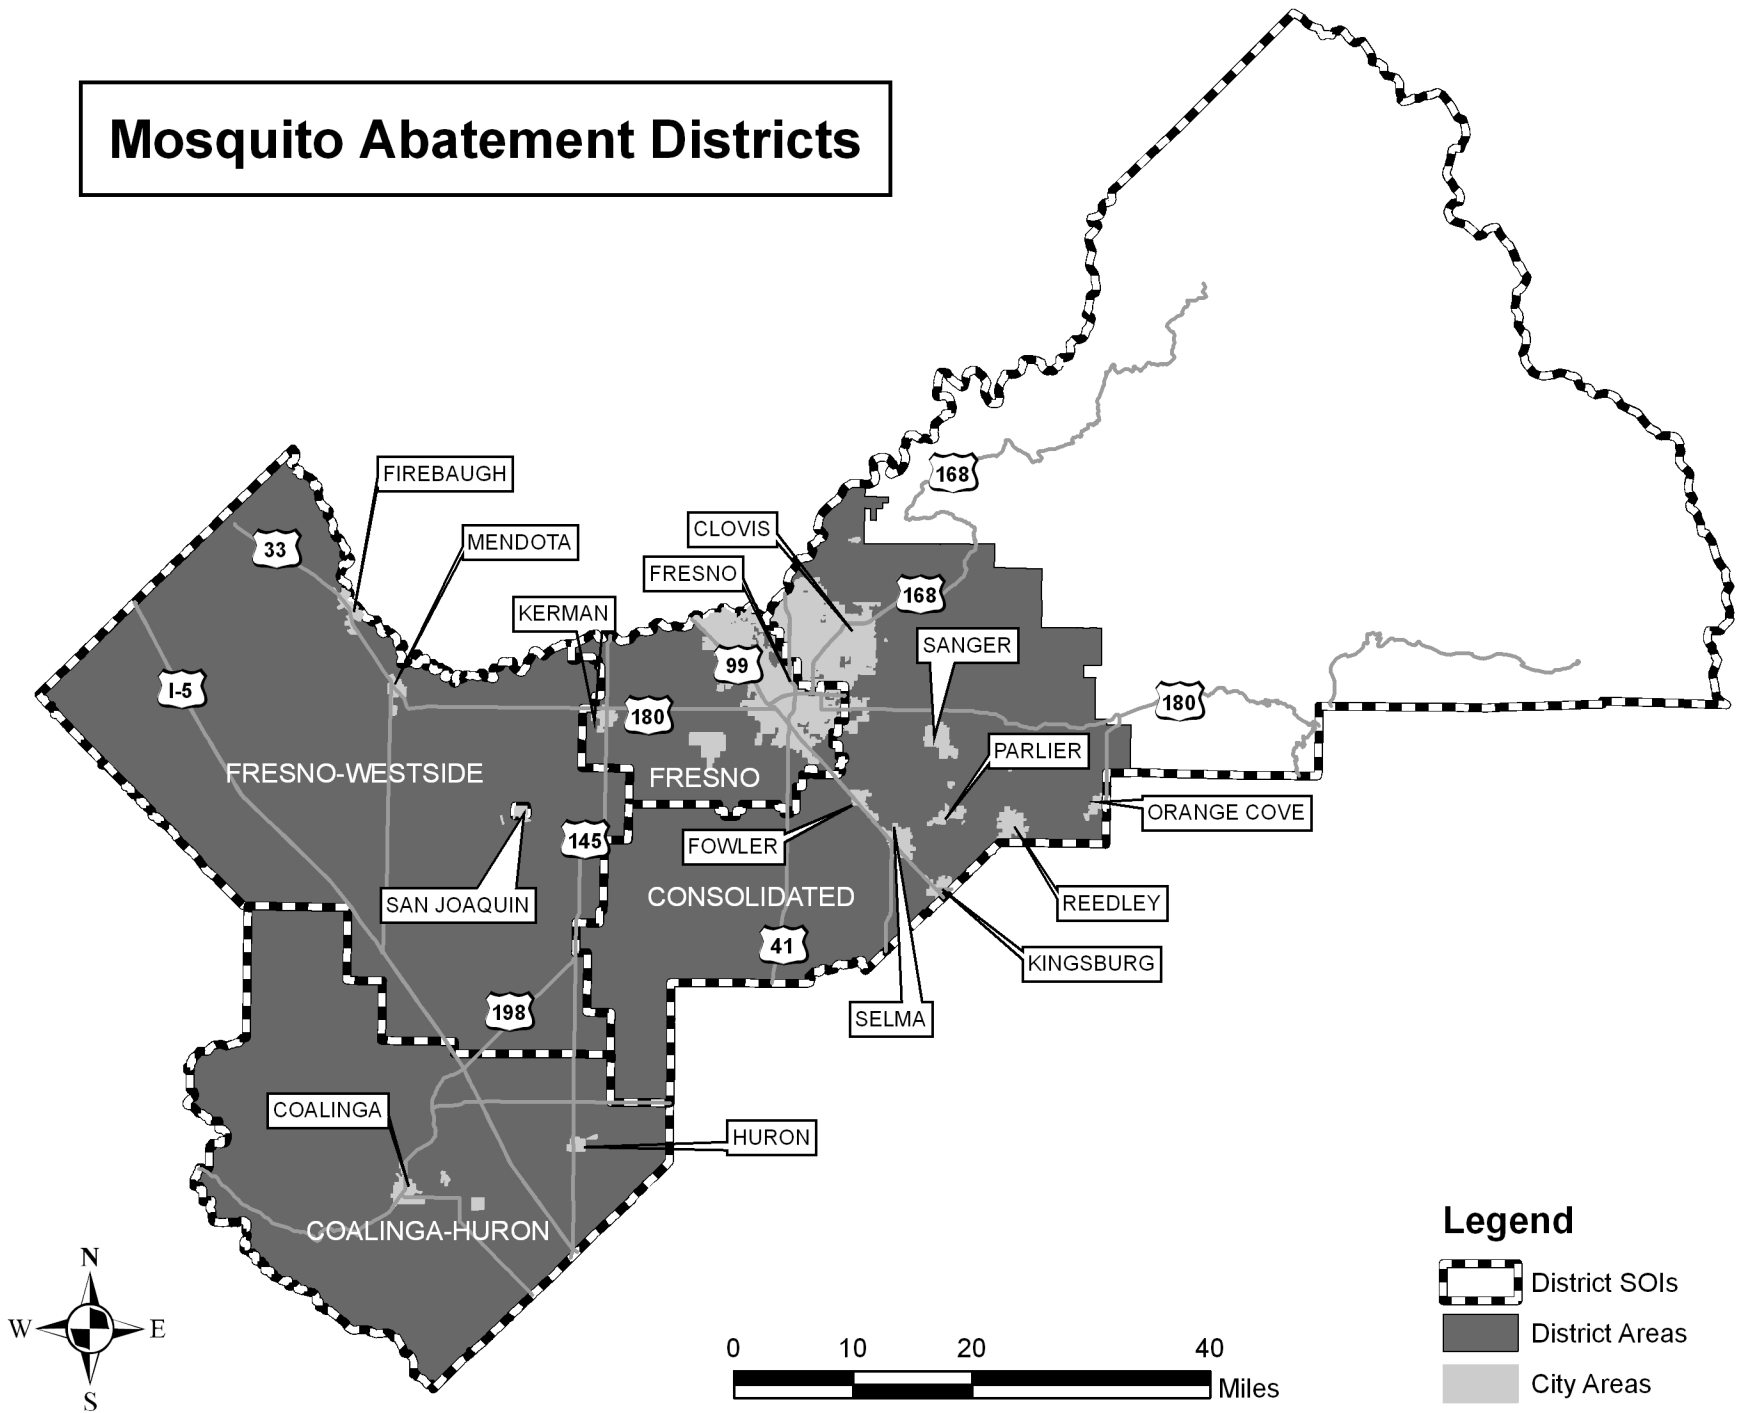 Mosquito Abatement Districts
FIREBAUGH
168
CLOVIS
MENDOTA
33
FRESNO
168
KERMAN
SANGER
99
I-5
180
180
PARLIER
FRESNO-WESTSIDE
FRESNO
ORANGE COVE
145
FOWLER
CONSOLIDATED
SAN JOAQUIN
REEDLEY
41
KINGSBURG
198
SELMA
COALINGA
HURON
COALINGA-HURON
Legend
District SOIs
District Areas
City Areas
N
W
E
S
0 10 20 40
Miles